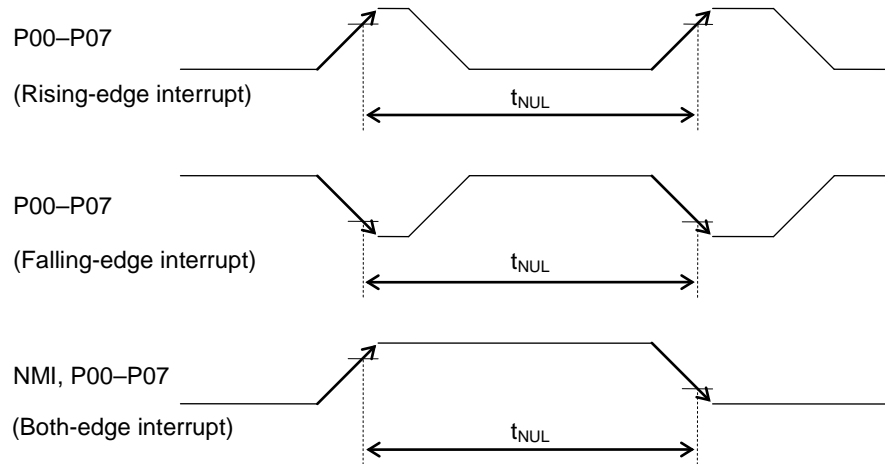 P00–P07
(Rising-edge interrupt)
tNUL
P00–P07
(Falling-edge interrupt)
tNUL
NMI, P00–P07
(Both-edge interrupt)
tNUL